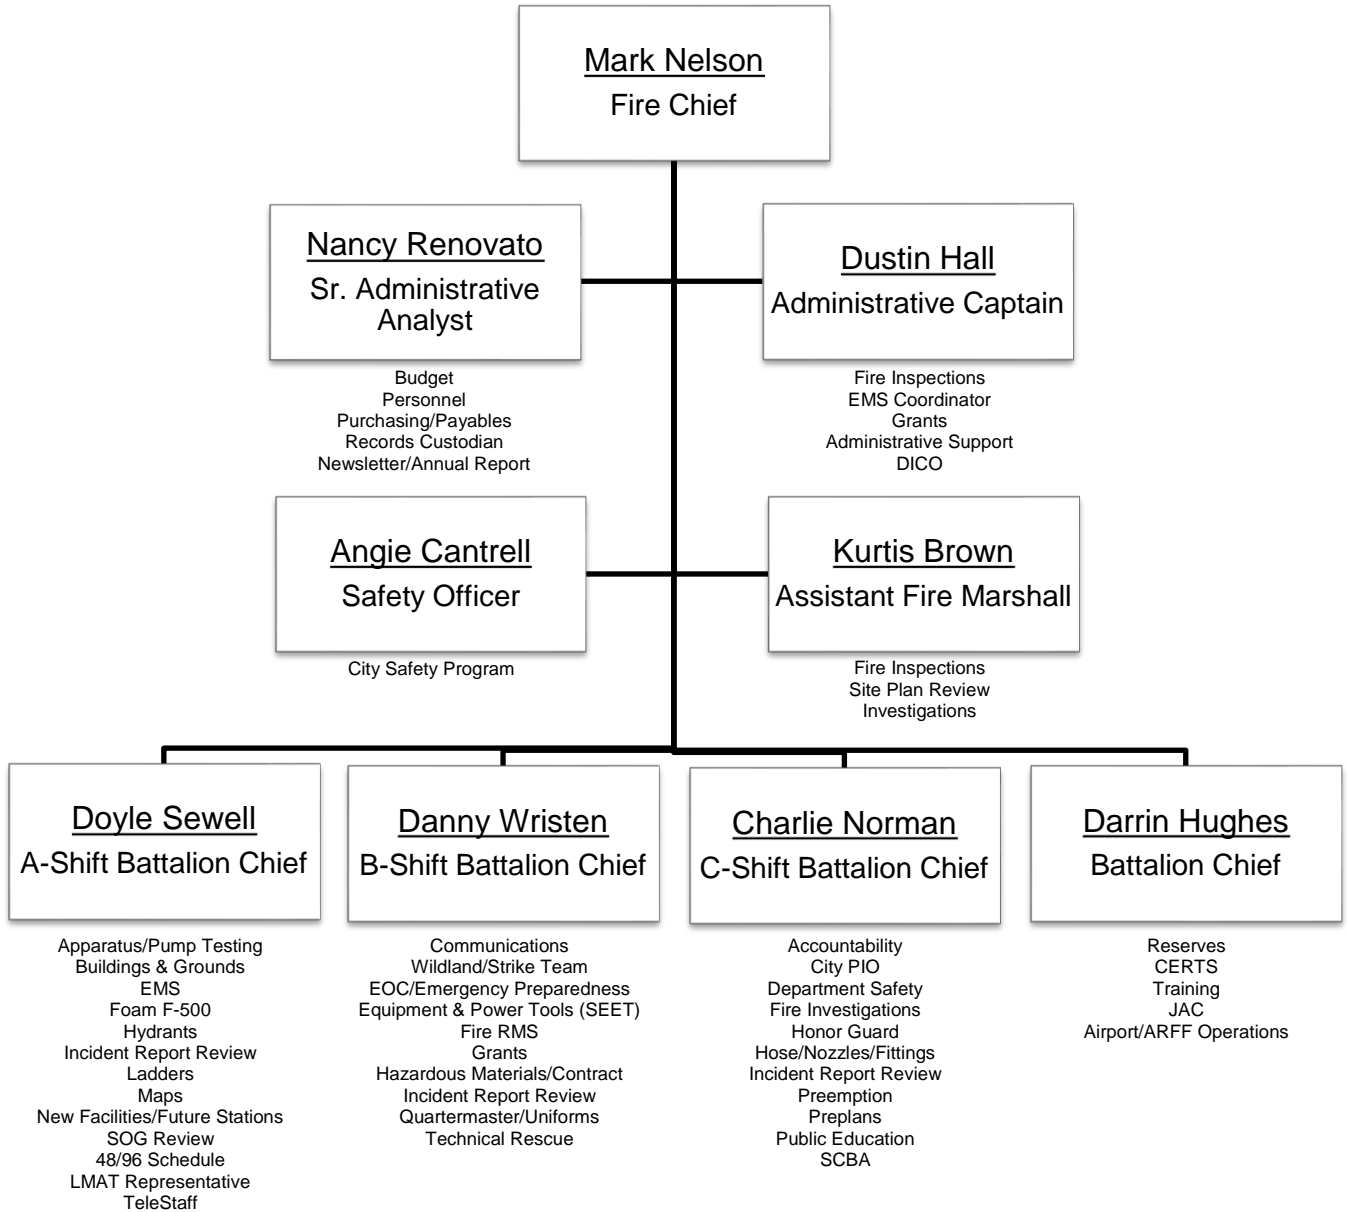 Mark Nelson
Fire Chief
Nancy Renovato
Sr. Administrative
Analyst
Budget
Personnel
Purchasing/Payables
Records Custodian
Newsletter/Annual Report
Dustin Hall
Administrative Captain
Fire Inspections
EMS Coordinator
Grants
Administrative Support
DICO
Angie Cantrell
Safety Officer
City Safety Program
Kurtis Brown
Assistant Fire Marshall
Fire Inspections
Site Plan Review
Investigations
Doyle Sewell
A-Shift Battalion Chief
Apparatus/Pump Testing
Buildings & Grounds
EMS
Foam F-500
Hydrants
Incident Report Review
Ladders
Maps
New Facilities/Future Stations
SOG Review
48/96 Schedule
LMAT Representative
TeleStaff
Danny Wristen
B-Shift Battalion Chief
Communications
Wildland/Strike Team
EOC/Emergency Preparedness
Equipment & Power Tools (SEET)
Fire RMS
Grants
Hazardous Materials/Contract
Incident Report Review
Quartermaster/Uniforms
Technical Rescue
Charlie Norman
C-Shift Battalion Chief
Accountability
City PIO
Department Safety
Fire Investigations
Honor Guard
Hose/Nozzles/Fittings
Incident Report Review
Preemption
Preplans
Public Education
SCBA
Darrin Hughes
Battalion Chief
Reserves
CERTS
Training
JAC
Airport/ARFF Operations